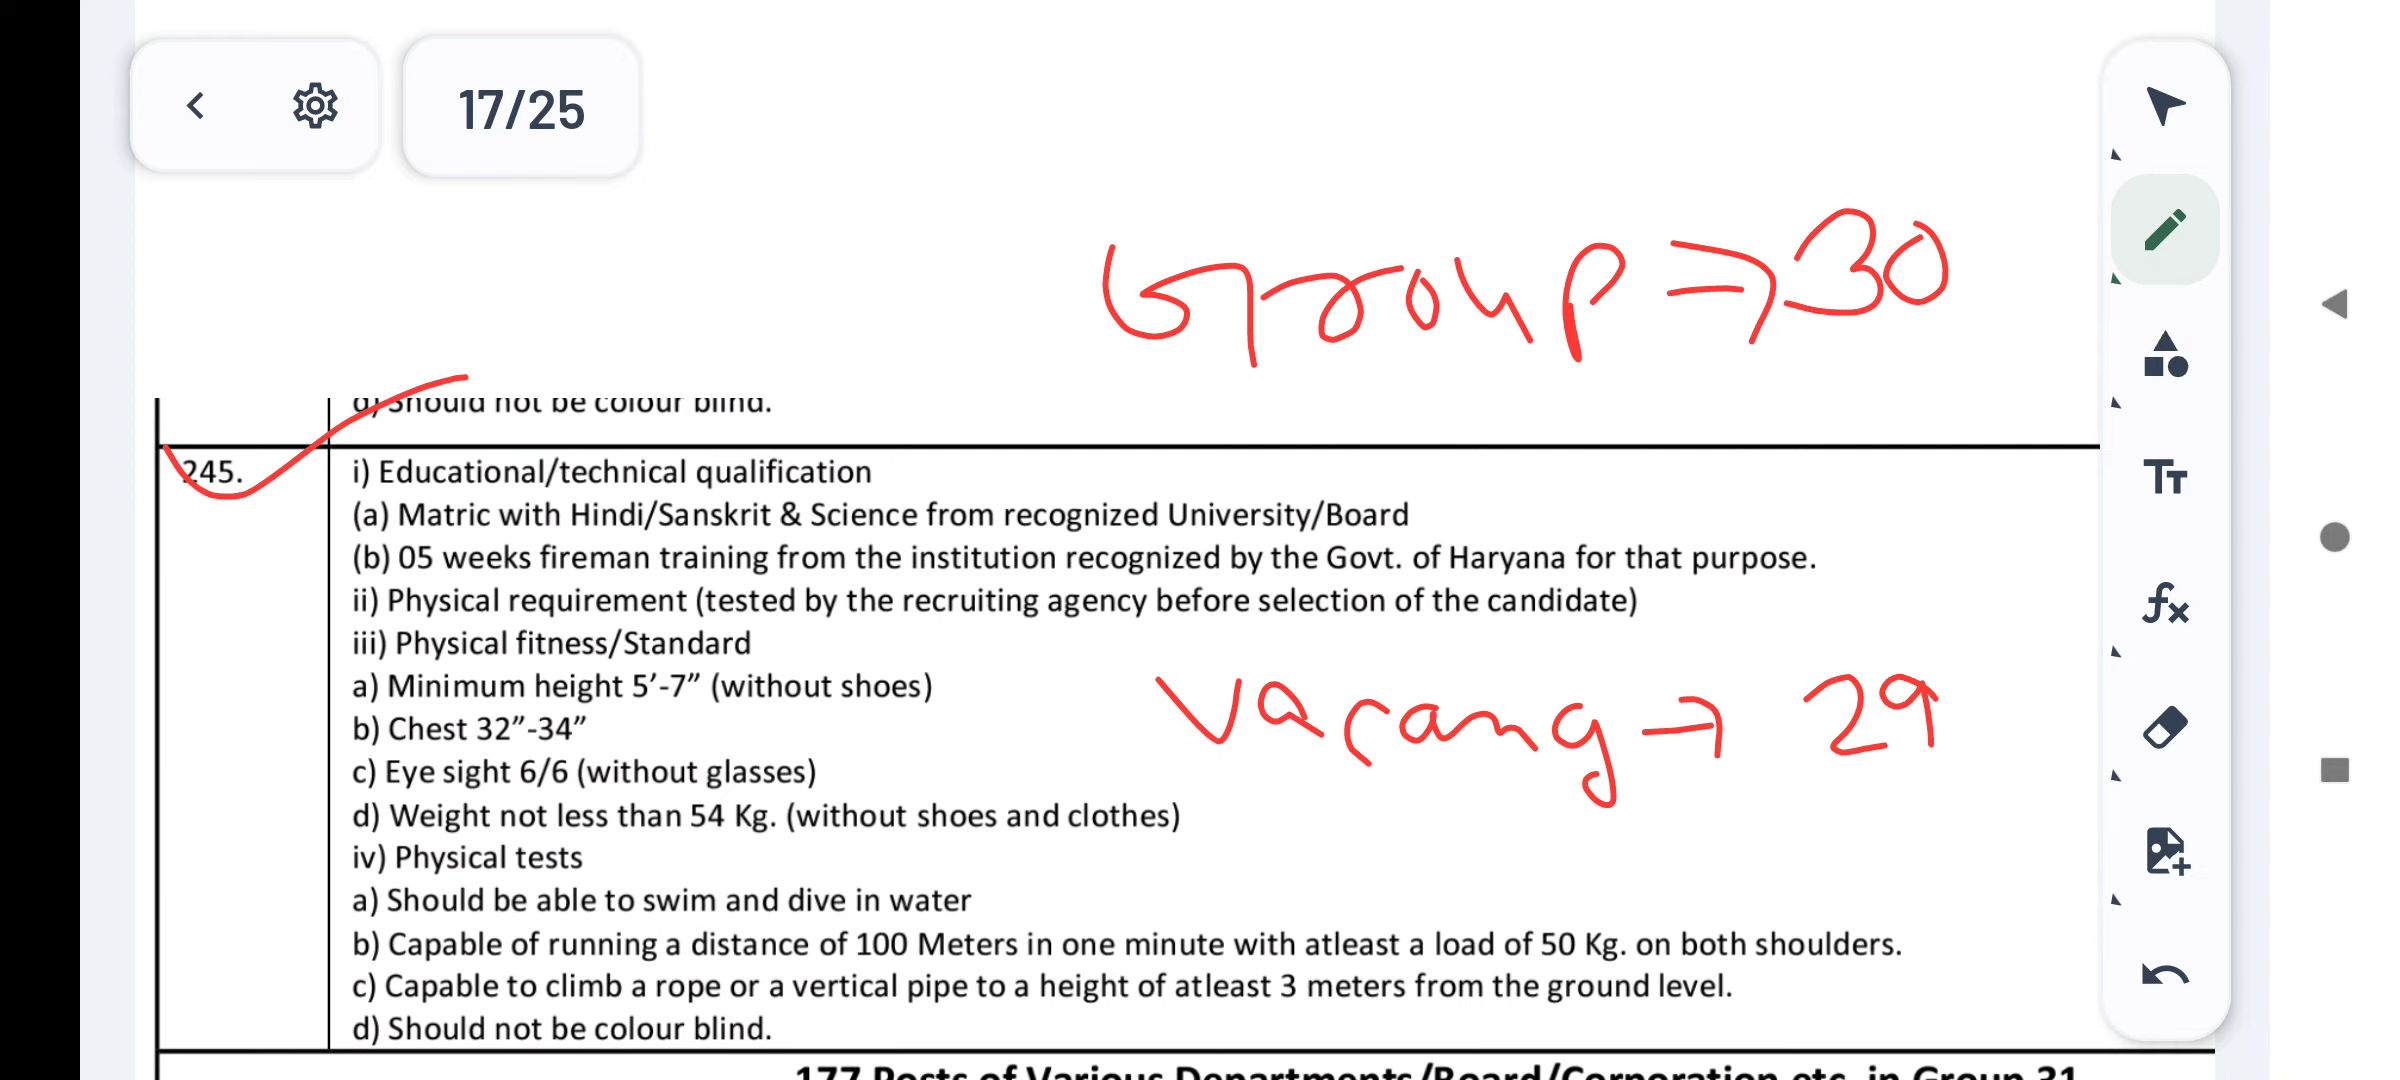 17/25
Group ⇒ 30
d) Should not be colour blind.
245.
i) Educational/technical qualification
(a) Matric with Hindi/Sanskrit & Science from recognized University/Board
(b) 05 weeks fireman training from the institution recognized by the Govt. of Haryana for that purpose.
ii) Physical requirement (tested by the recruiting agency before selection of the candidate)
iii) Physical fitness/Standard
a) Minimum height 5’-7” (without shoes)
b) Chest 32”-34”
c) Eye sight 6/6 (without glasses)
d) Weight not less than 54 Kg. (without shoes and clothes)
vacany → 29
iv) Physical tests
a) Should be able to swim and dive in water
b) Capable of running a distance of 100 Meters in one minute with atleast a load of 50 Kg. on both shoulders.
c) Capable to climb a rope or a vertical pipe to a height of atleast 3 meters from the ground level.
d) Should not be colour blind.
177 Posts of Various Departments/Board/Corporation etc. in Group 31
Tт
fx